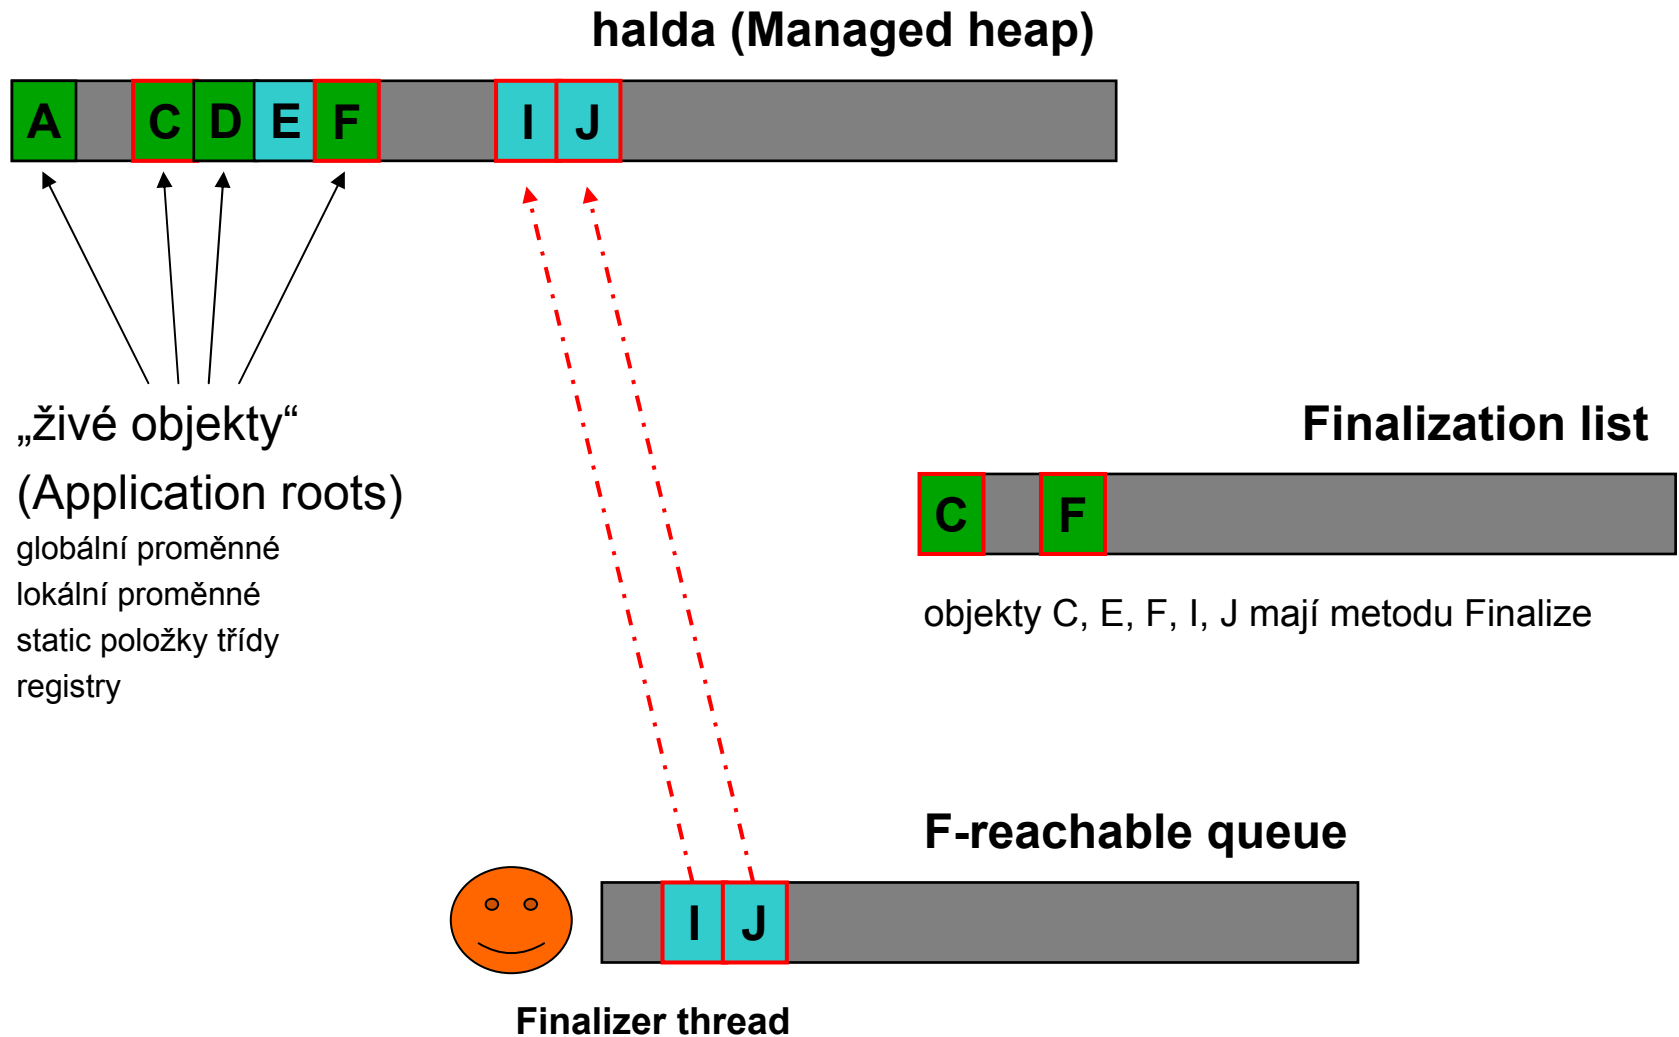 halda (Managed heap)
A C D E F I J
„živé objekty“
(Application roots)
globální proměnné
lokální proměnné
static položky třídy
registry
Finalization list
C F
objekty C, E, F, I, J mají metodu Finalize
F-reachable queue
I J
Finalizer thread